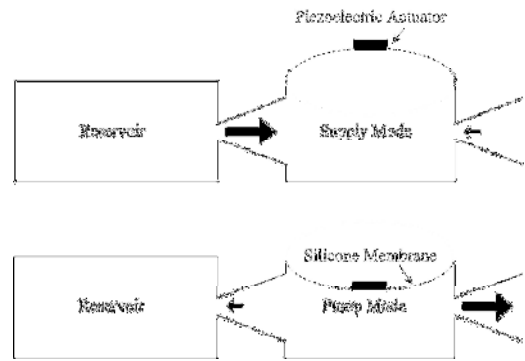 Piezoelectric Actuator
Reservoir
Supply Mode
Silicone Membrane
Reservoir
Pump Mode